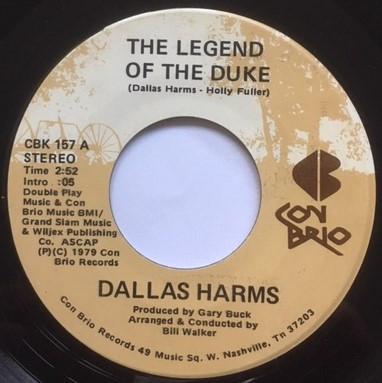 THE LEGEND
OF THE DUKE
(Dallas Harms - Holly Fuller)
CBK 157 A
STEREO
Time 2:52
Intro :05
Double Play
Music & Con
Brio Music BMI/
Grand Slam Music
& Wiljex Publishing
Co. ASCAP
(P)(C) 1979 Con
Brio Records
CON
BRIO
DALLAS HARMS
Produced by Gary Buck
Arranged & Conducted by
Bill Walker
Con Brio Records 49 Music Sq. W. Nashville, Tn 37203